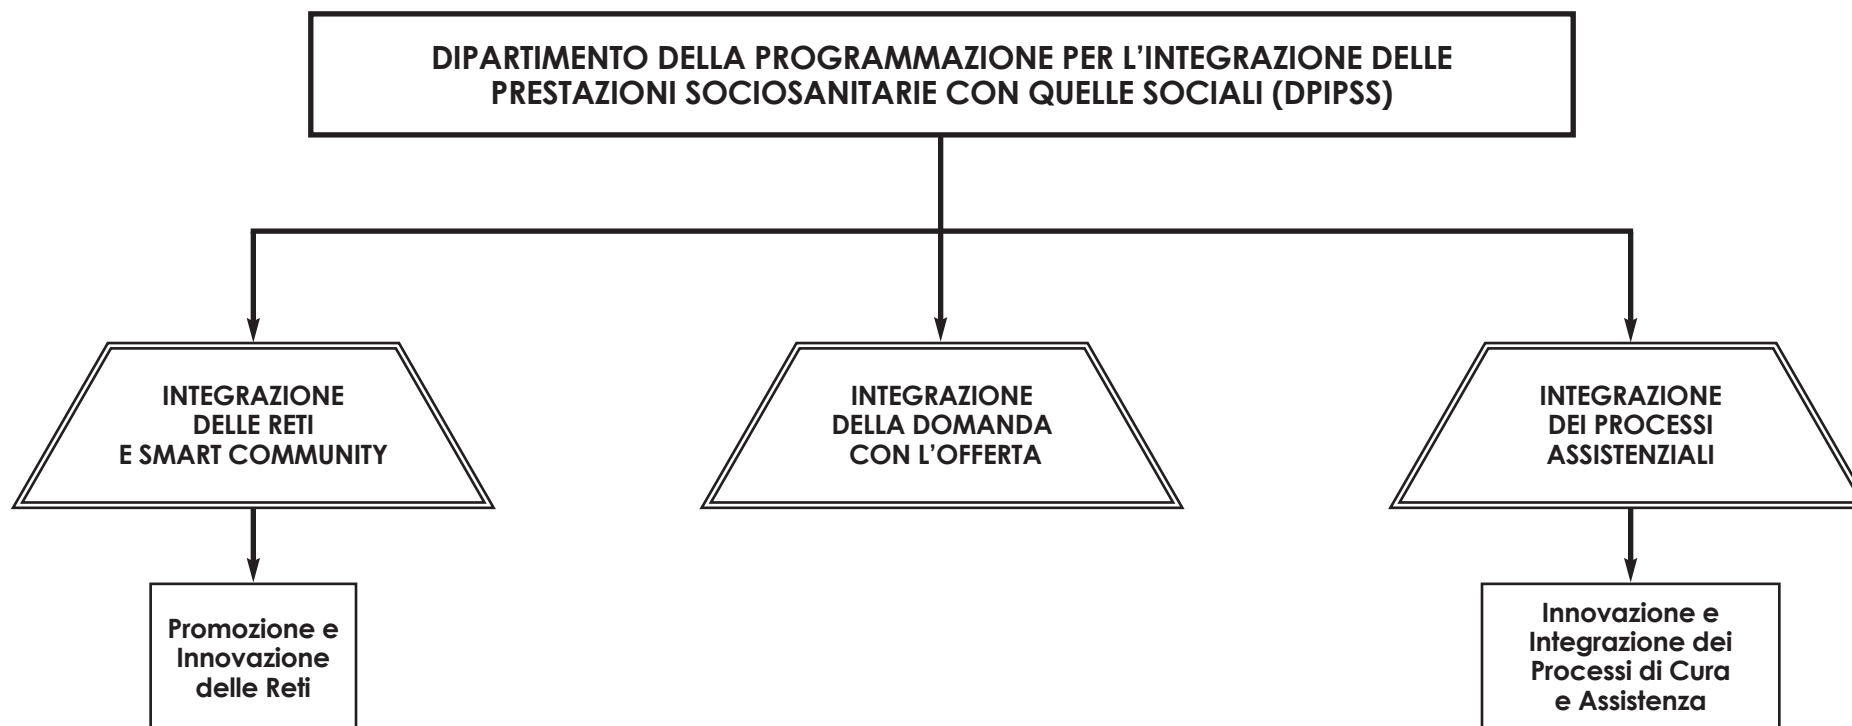 DIPARTIMENTO DELLA PROGRAMMAZIONE PER L’INTEGRAZIONE DELLE
PRESTAZIONI SOCIOSANITARIE CON QUELLE SOCIALI (DPIPSS)
INTEGRAZIONE
DELLE RETI
E SMART COMMUNITY
INTEGRAZIONE
DELLA DOMANDA
CON L’OFFERTA
INTEGRAZIONE
DEI PROCESSI
ASSISTENZIALI
Promozione e
Innovazione
delle Reti
Innovazione e
Integrazione dei
Processi di Cura
e Assistenza